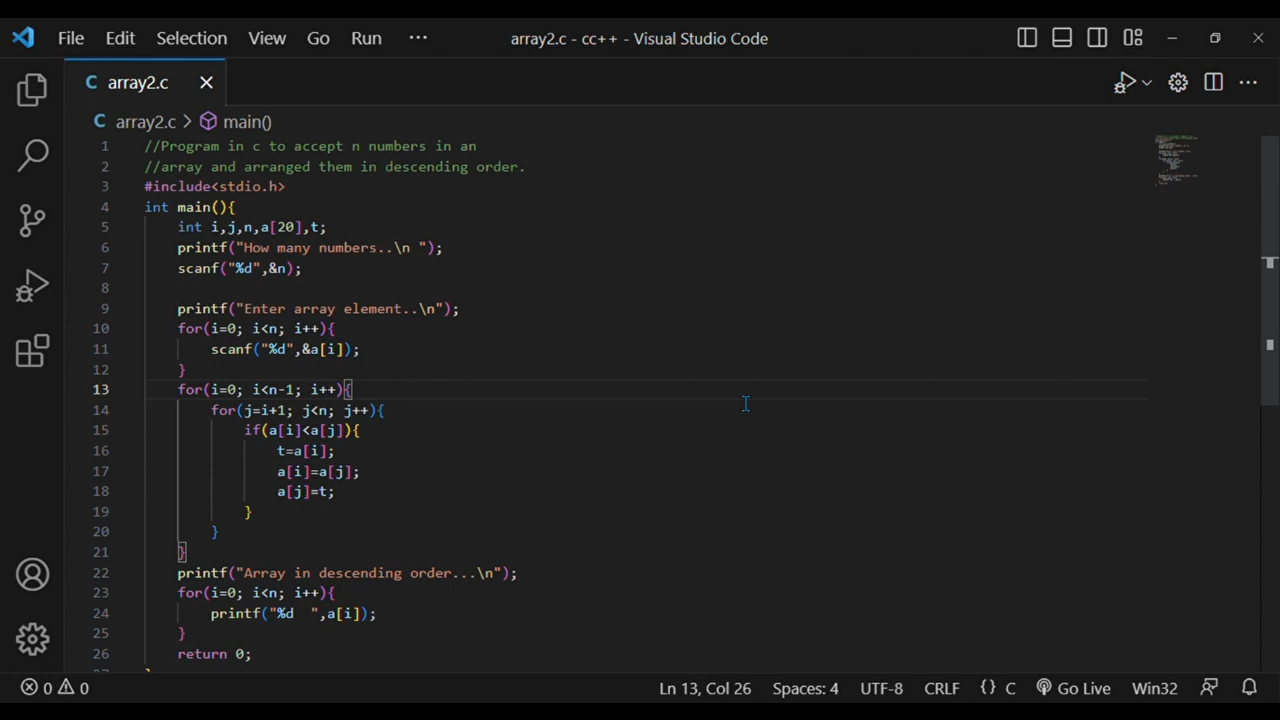 File Edit Selection View Go Run ··· array2.c - cc++ - Visual Studio Code
C array2.c
C array2.c > main()
1 //Program in c to accept n numbers in an
2 //array and arranged them in descending order.
3 #include<stdio.h>
4 int main(){
5 int i,j,n,a[20],t;
6 printf("How many numbers..\n ");
7 scanf("%d",&n);
8
9 printf("Enter array element..\n");
10 for(i=0; i<n; i++){
11 scanf("%d",&a[i]);
12 }
13 for(i=0; i<n-1; i++){
14 for(j=i+1; j<n; j++){
15 if(a[i]<a[j]){
16 t=a[i];
17 a[i]=a[j];
18 a[j]=t;
19 }
20 }
21 }
22 printf("Array in descending order...\n");
23 for(i=0; i<n; i++){
24 printf("%d  ",a[i]);
25 }
26 return 0;
0 0 Ln 13, Col 26 Spaces: 4 UTF-8 CRLF {} C Go Live Win32